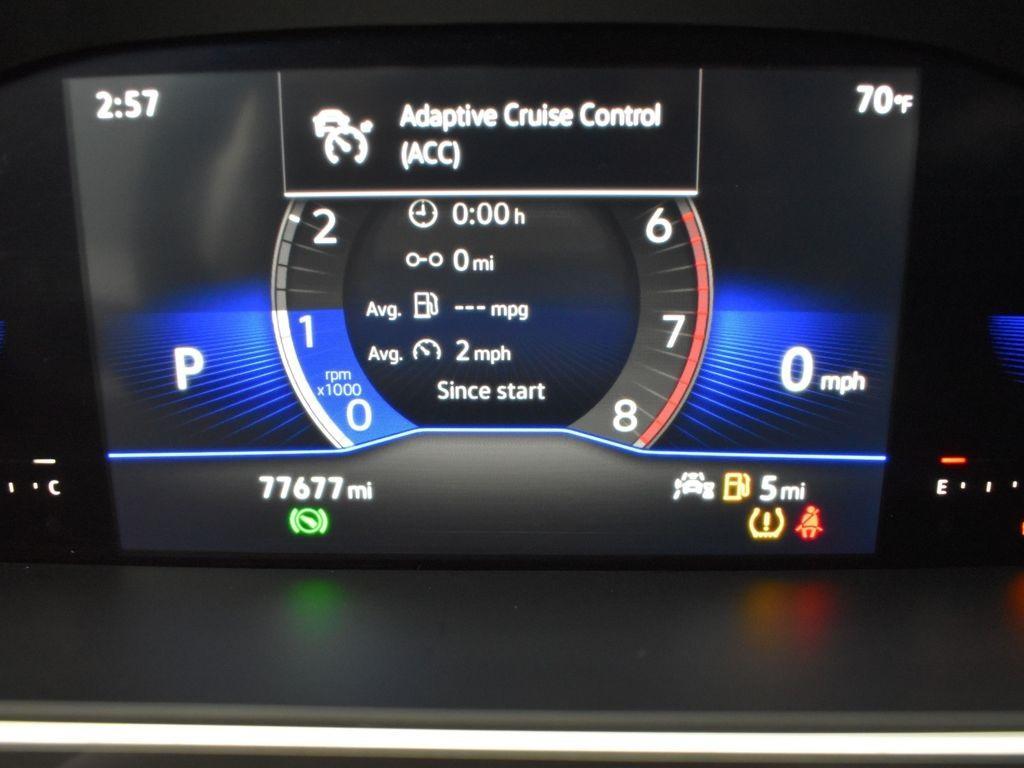 2:57
Adaptive Cruise Control
(ACC)
70°F
2
0:00 h
6
0 mi
Avg. --- mpg
1
7
Avg. 2 mph
P
0 mph
rpm
x1000
Since start
0
8
C
77677 mi
5 mi
E